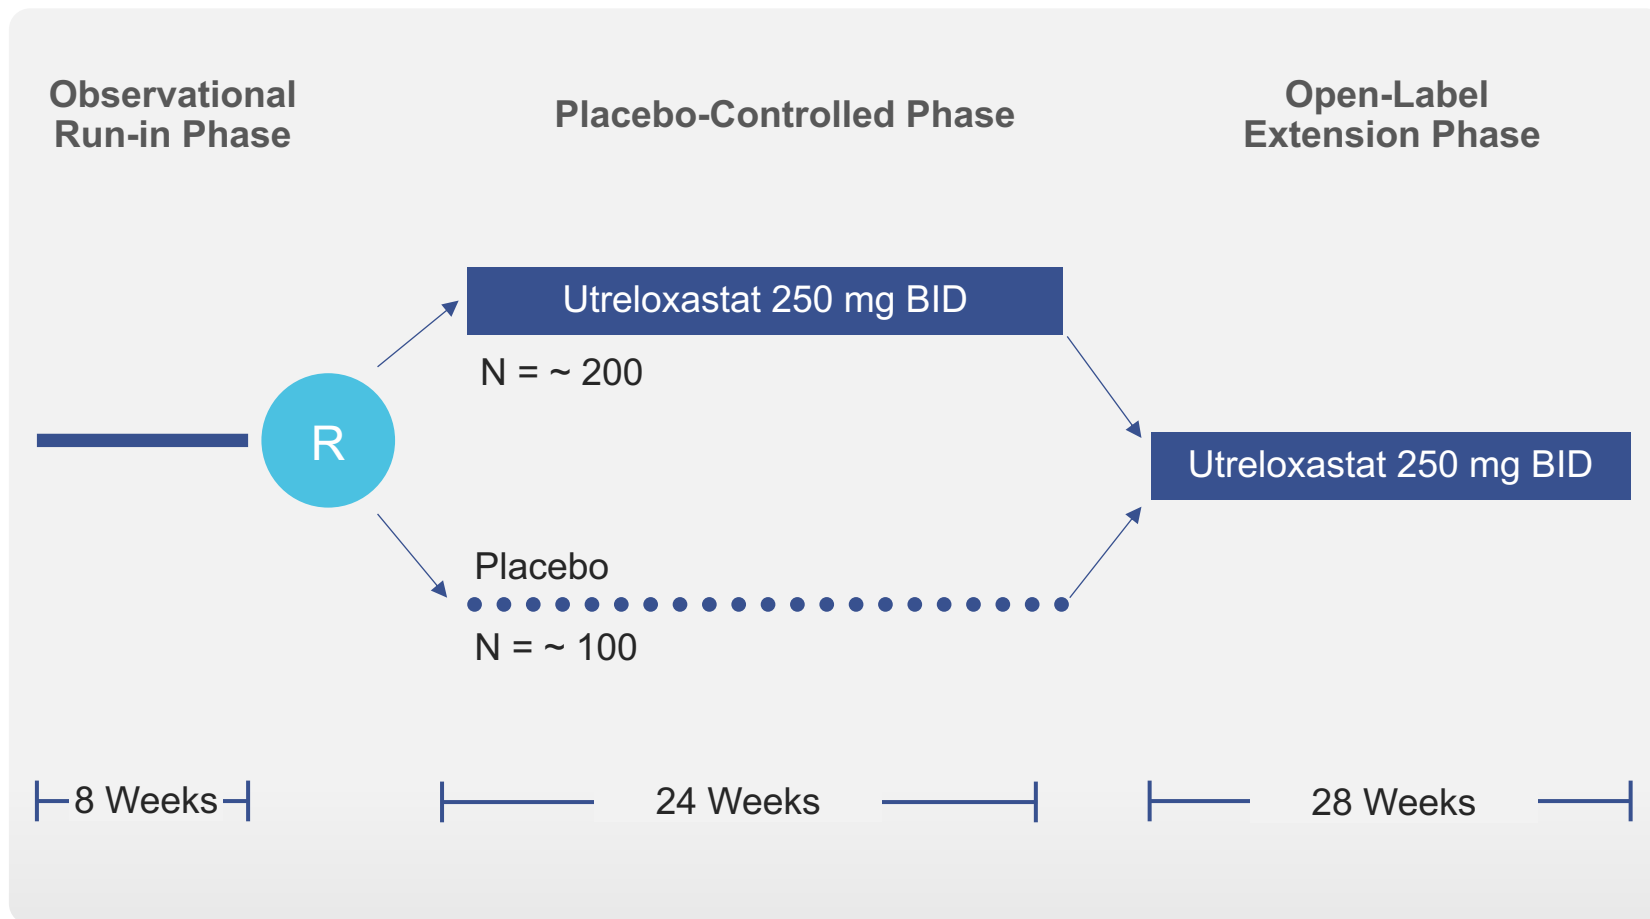 Observational
Run-in Phase
Placebo-Controlled Phase
Open-Label
Extension Phase
Utreloxastat 250 mg BID
N = ~ 200
R
Utreloxastat 250 mg BID
Placebo
N = ~ 100
8 Weeks
24 Weeks
28 Weeks